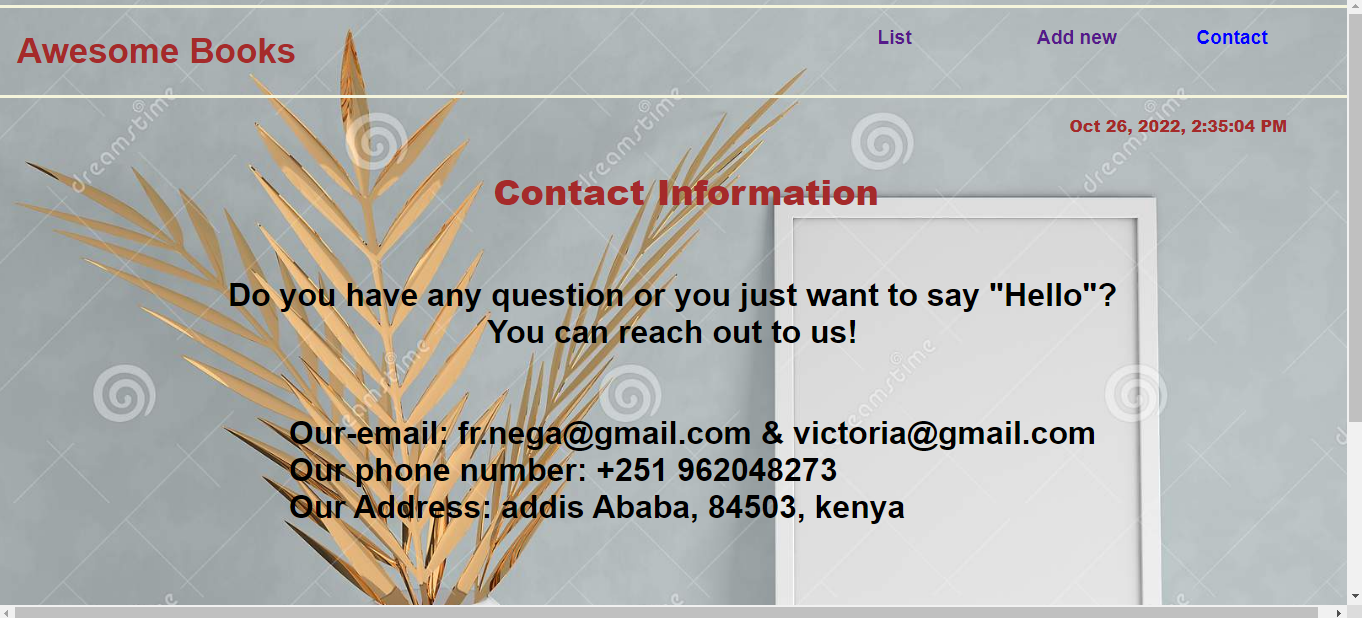 Awesome Books
List
Add new
Contact
Oct 26, 2022, 2:35:04 PM
Contact Information
Do you have any question or you just want to say "Hello"?
You can reach out to us!
Our-email: fr.nega@gmail.com & victoria@gmail.com
Our phone number: +251 962048273
Our Address: addis Ababa, 84503, kenya
dreamstime
dreamstime
dreamstime
dreamstime
dreamstime